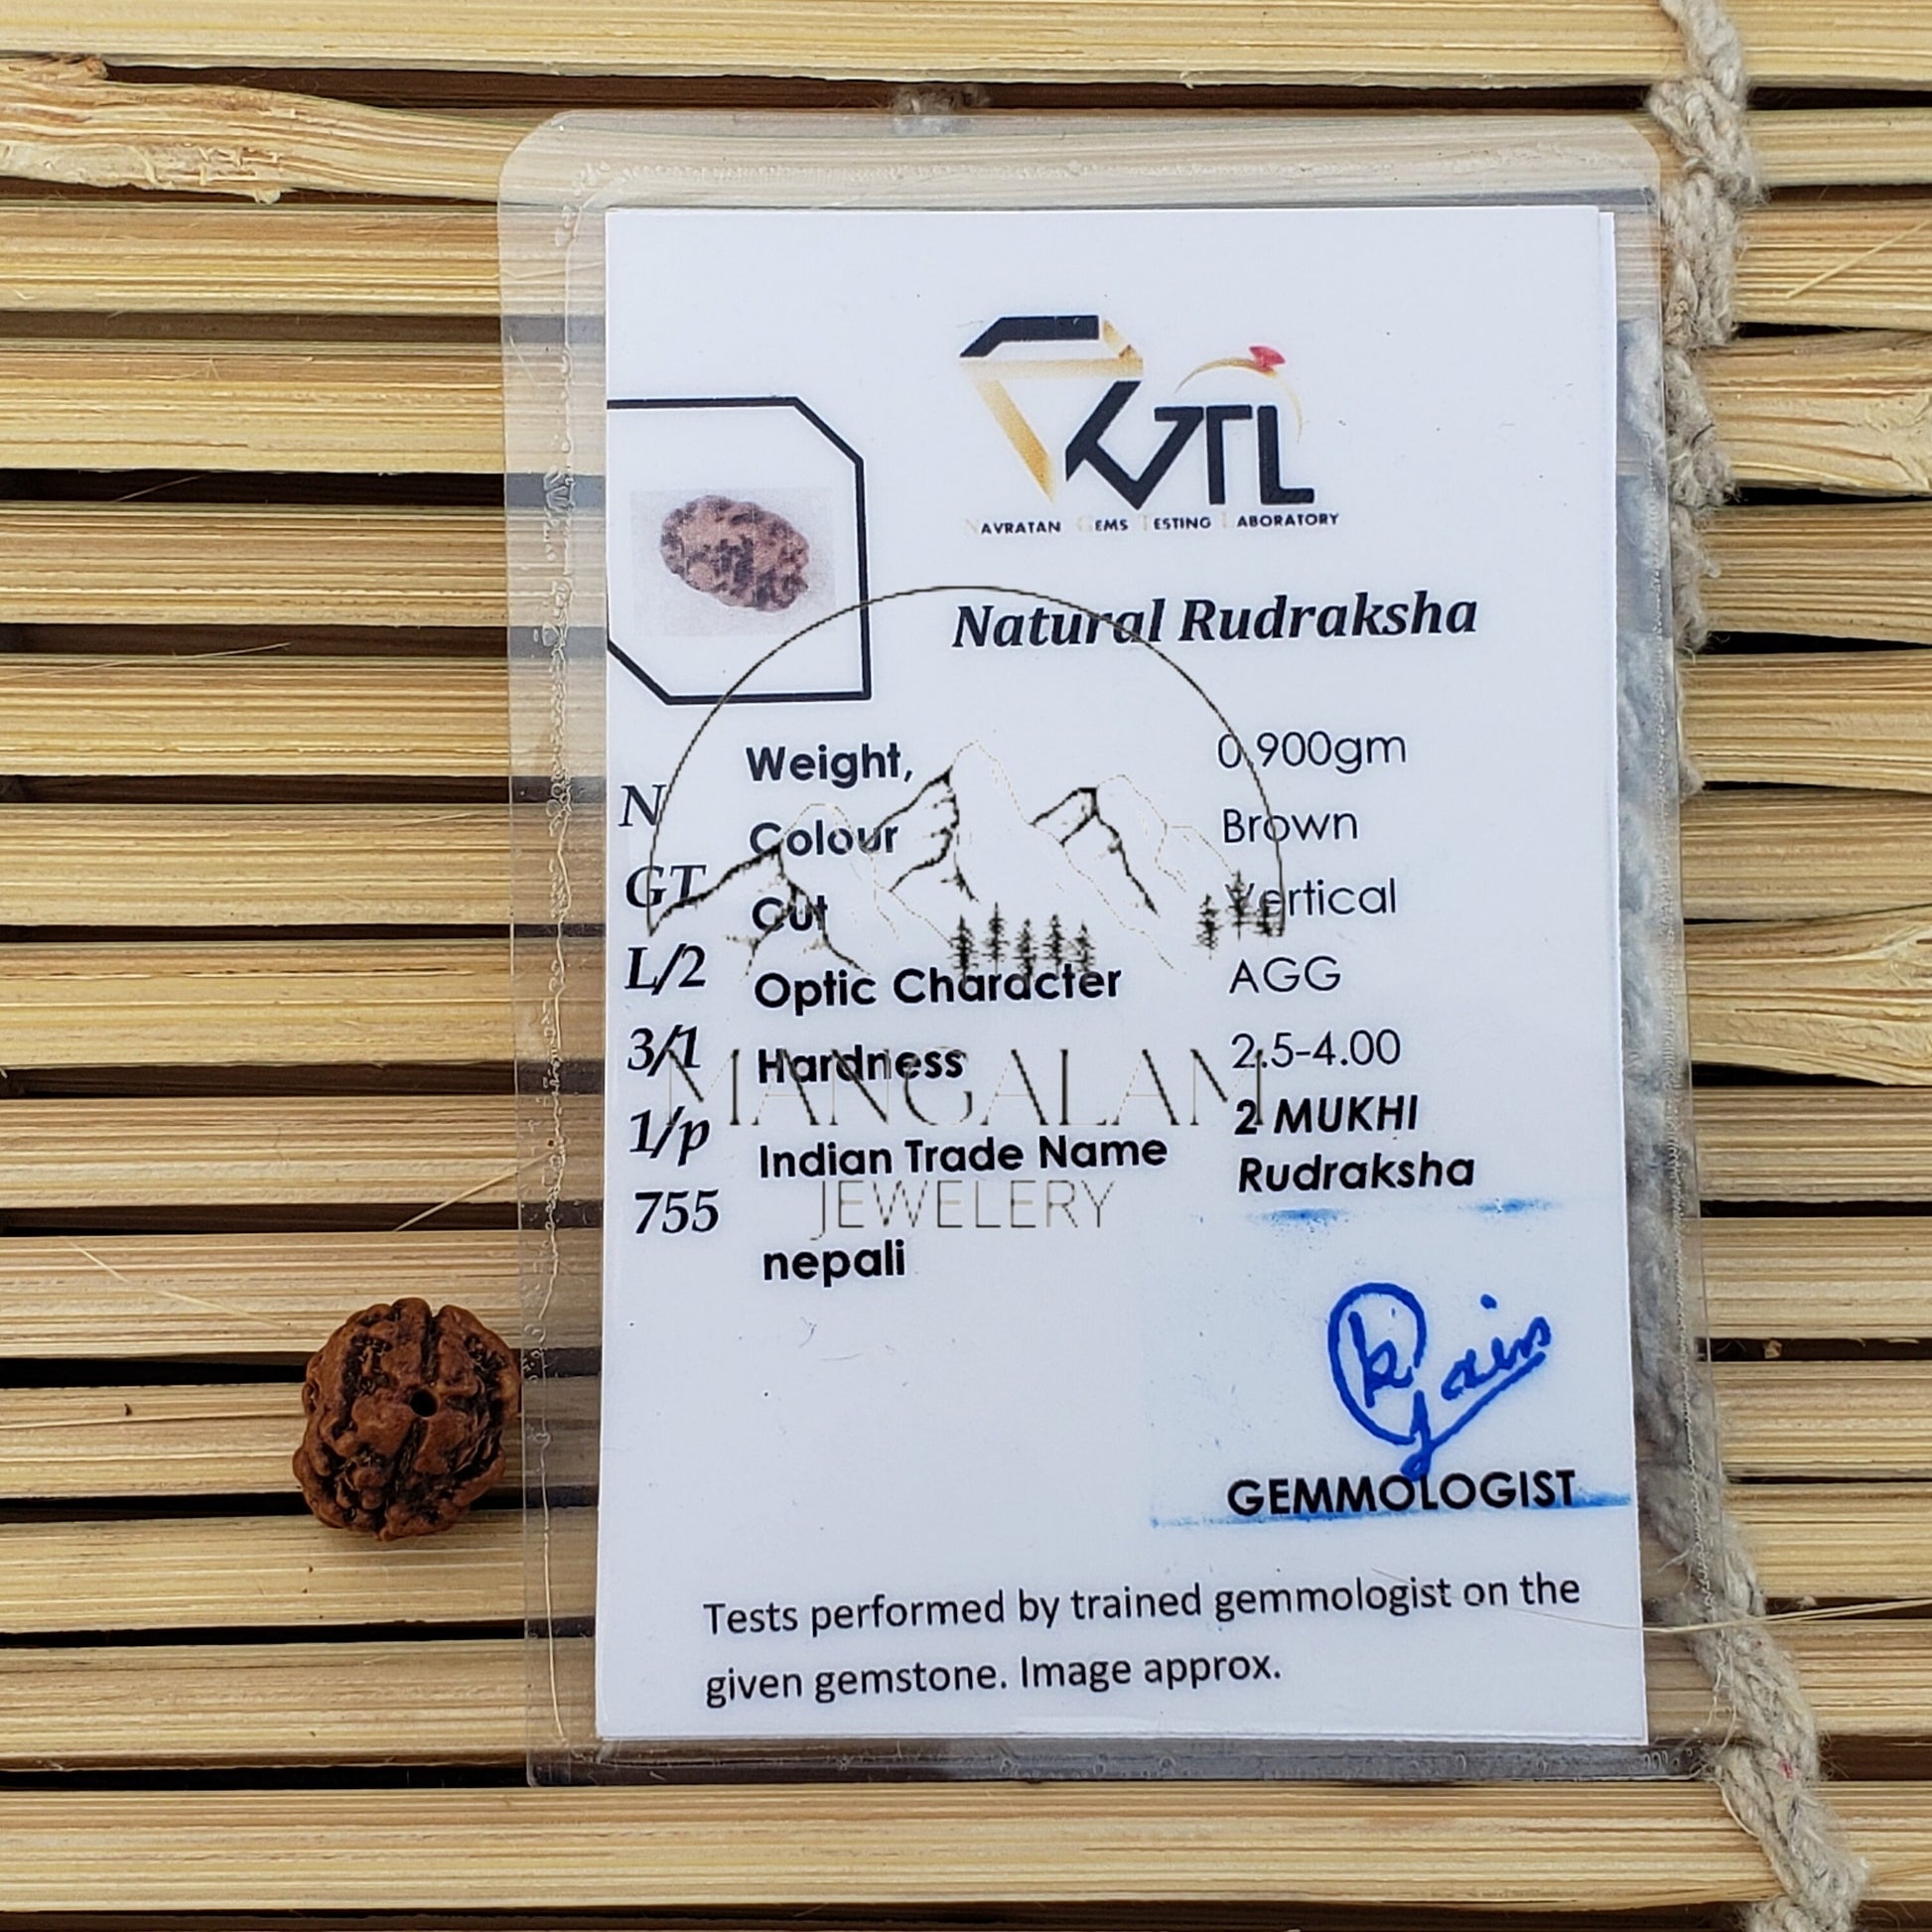 NGTL
NAVRATAN GEMS TESTING LABORATORY
Natural Rudraksha
N
GT
L/2
3/1
1/p
755
Weight, 0.900gm
Colour Brown
Cut Vertical
Optic Character AGG
Hardness 2.5-4.00
Indian Trade Name 2 MUKHI
Rudraksha
nepali
MANGALAM
JEWELERY
k Jain
GEMMOLOGIST
Tests performed by trained gemmologist on the
given gemstone. Image approx.